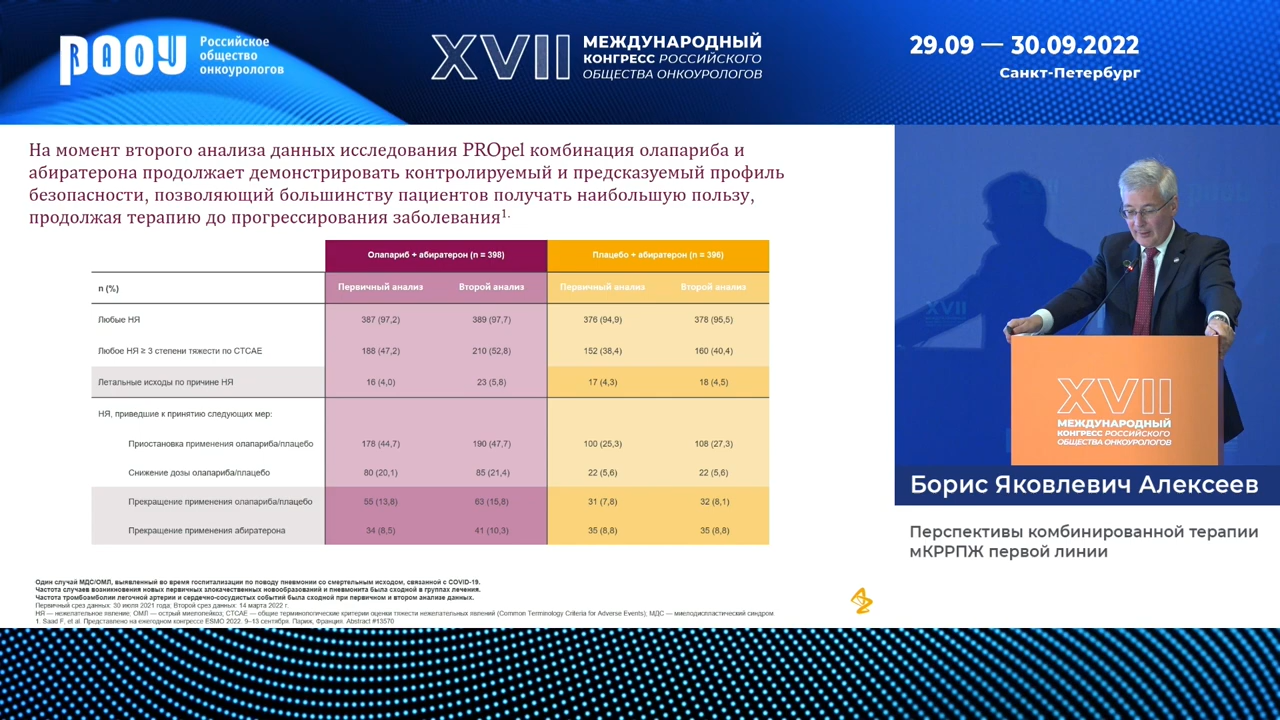 РАОУ
Российское
общество
онкоурологов
XVII
МЕЖДУНАРОДНЫЙ
КОНГРЕСС РОССИЙСКОГО
ОБЩЕСТВА ОНКОУРОЛОГОВ
29.09 — 30.09.2022
Санкт-Петербург
На момент второго анализа данных исследования PROpel комбинация олапариба и
абиратерона продолжает демонстрировать контролируемый и предсказуемый профиль
безопасности, позволяющий большинству пациентов получать наибольшую пользу,
продолжая терапию до прогрессирования заболевания1.
Олапариб + абиратерон (n = 398) Плацебо + абиратерон (n = 396)
n (%) Первичный анализ Второй анализ Первичный анализ Второй анализ
Любые НЯ 387 (97,2) 389 (97,7) 376 (94,9) 378 (95,5)
Любое НЯ ≥ 3 степени тяжести по CTCAE 188 (47,2) 210 (52,8) 152 (38,4) 160 (40,4)
Летальные исходы по причине НЯ 16 (4,0) 23 (5,8) 17 (4,3) 18 (4,5)
НЯ, приведшие к принятию следующих мер:
Приостановка применения олапариба/плацебо 178 (44,7) 190 (47,7) 100 (25,3) 108 (27,3)
Снижение дозы олапариба/плацебо 80 (20,1) 85 (21,4) 22 (5,6) 22 (5,6)
Прекращение применения олапариба/плацебо 55 (13,8) 63 (15,8) 31 (7,8) 32 (8,1)
Прекращение применения абиратерона 34 (8,5) 41 (10,3) 35 (8,8) 35 (8,8)
Один случай МДС/ОМЛ, выявленный во время госпитализации по поводу пневмонии со смертельным исходом, связанной с COVID-19.
Частота случаев возникновения новых первичных злокачественных новообразований и пневмонита была сходной в группах лечения.
Частота тромбоэмболии легочной артерии и сердечно-сосудистых событий была сходной при первичном и втором анализе данных.
Первичный срез данных: 30 июля 2021 года; Второй срез данных: 14 марта 2022 г.
НЯ — нежелательное явление; ОМЛ — острый миелолейкоз; CTCAE — общие терминологические критерии оценки тяжести нежелательных явлений (Common Terminology Criteria for Adverse Events), МДС — миелодиспластический синдром
1. Saad F. et al. Представлено на ежегодном конгрессе ESMO 2022. 9–13 сентября. Париж, Франция. Abstract #1357O
XVII
МЕЖДУНАРОДНЫЙ
КОНГРЕСС РОССИЙСКОГО
ОБЩЕСТВА ОНКОУРОЛОГОВ
Борис Яковлевич Алексеев
Перспективы комбинированной терапии
мКРРПЖ первой линии